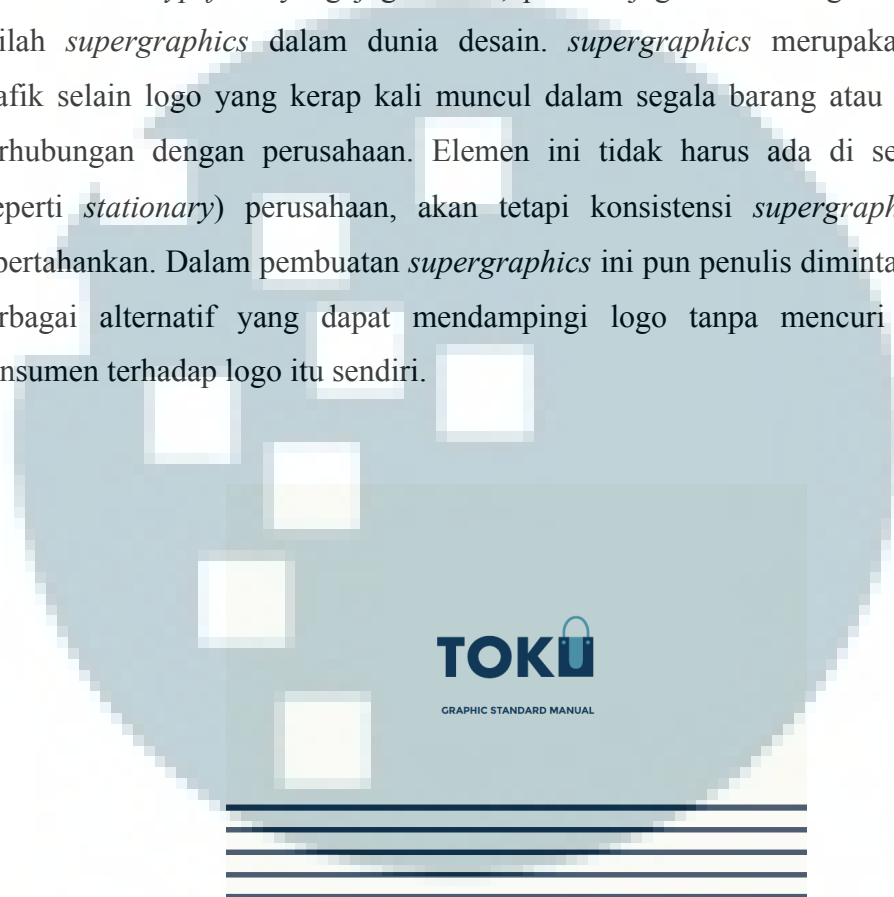 ilah supergraphics dalam dunia desain. supergraphics merupaka
afik selain logo yang kerap kali muncul dalam segala barang atau
rhubungan dengan perusahaan. Elemen ini tidak harus ada di se
eperti stationary) perusahaan, akan tetapi konsistensi supergraph
pertahankan. Dalam pembuatan supergraphics ini pun penulis diminta
rbagai alternatif yang dapat mendampingi logo tanpa mencuri
nsumen terhadap logo itu sendiri.
TOKU
GRAPHIC STANDARD MANUAL